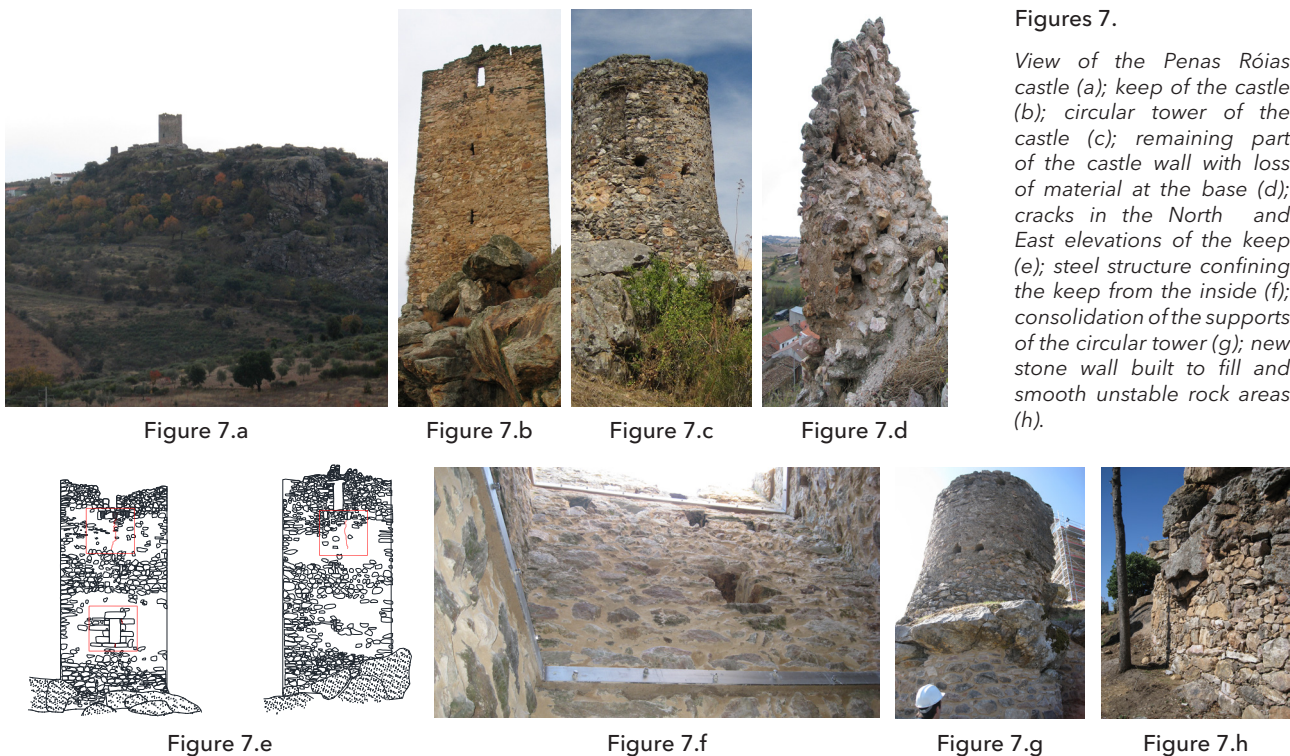 Figures 7.
View of the Penas Róias
castle (a); keep of the castle
(b); circular tower of the
castle (c); remaining part
of the castle wall with loss
of material at the base (d);
cracks in the North and
East elevations of the keep
(e); steel structure confining
the keep from the inside (f);
consolidation of the supports
of the circular tower (g); new
stone wall built to fill and
smooth unstable rock areas
(h).
Figure 7.a
Figure 7.b
Figure 7.c
Figure 7.d
Figure 7.e
Figure 7.f
Figure 7.g
Figure 7.h